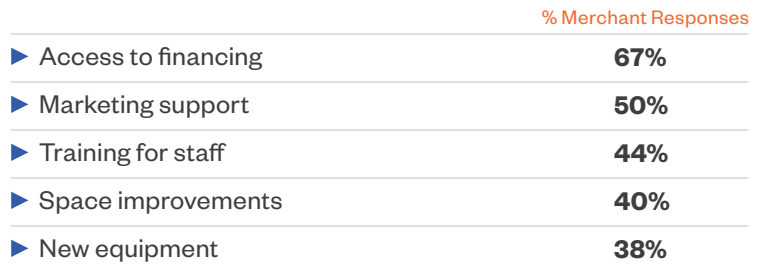 % Merchant Responses
Access to financing 67%
Marketing support 50%
Training for staff 44%
Space improvements 40%
New equipment 38%